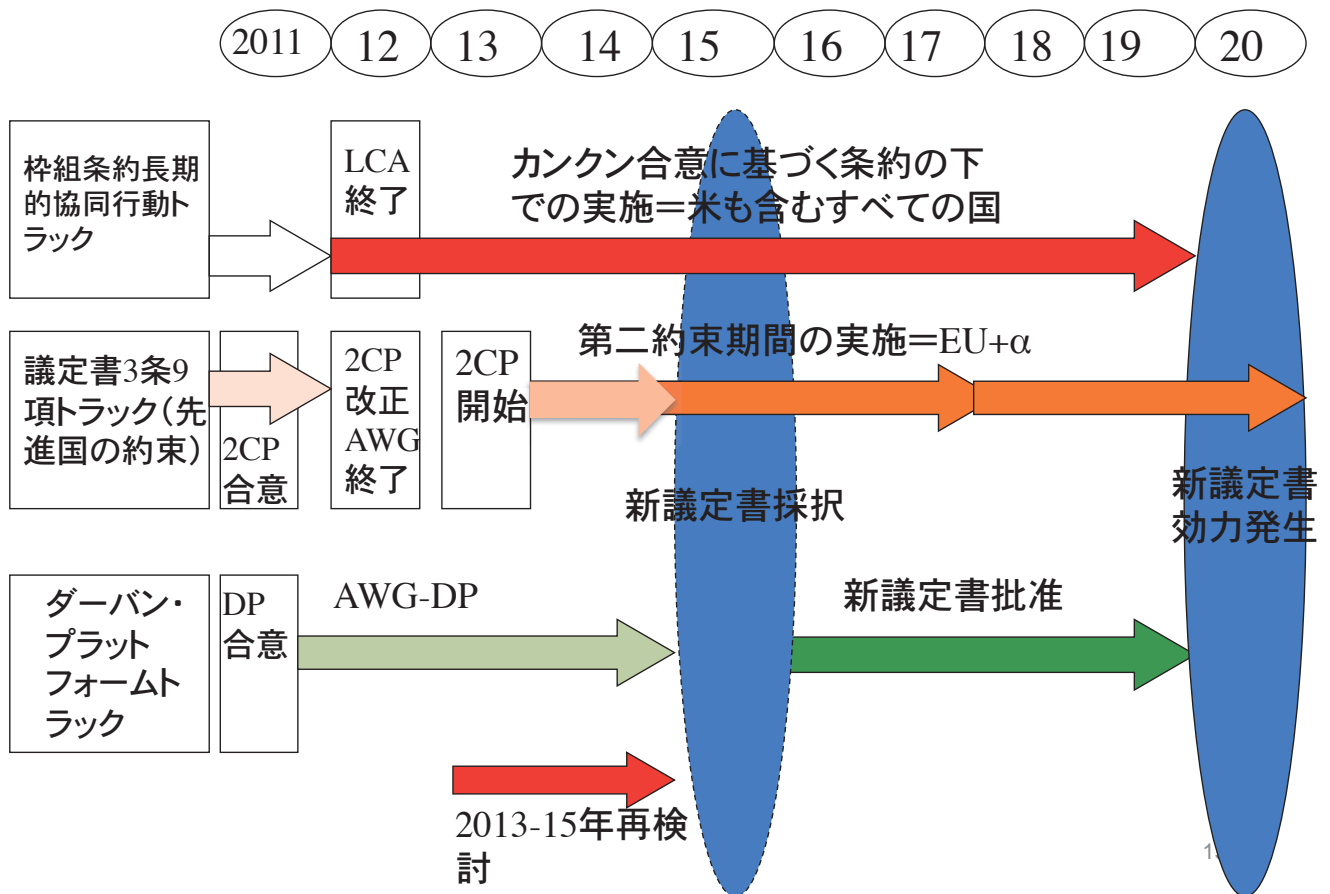 2011
12
13
14
15
16
17
18
19
20
枠組条約長期
的協同行動ト
ラック
LCA
終了
カンクン合意に基づく条約の下
での実施＝米も含むすべての国
議定書3条9
項トラック（先
進国の約束）
2CP
合意
2CP
改正
AWG
終了
2CP
開始
第二約束期間の実施＝EU+α
新議定書採択
新議定書
効力発生
ダーバン・
プラット
フォームト
ラック
DP
合意
AWG-DP
新議定書批准
2013-15年再検
討